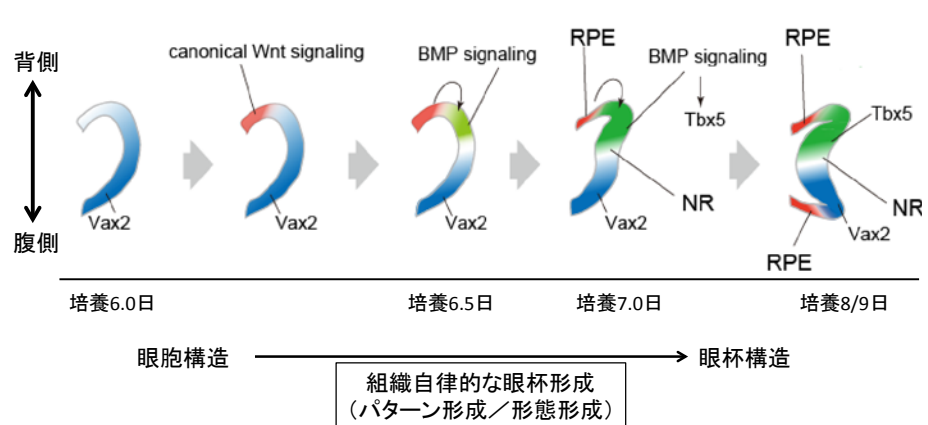 背側
腹側
Vax2
canonical Wnt signaling
Vax2
BMP signaling
Vax2
RPE
BMP signaling
Tbx5
NR
Vax2
RPE
Tbx5
NR
Vax2
RPE
培養6.0日
培養6.5日
培養7.0日
培養8/9日
眼胞構造
眼杯構造
組織自律的な眼杯形成
（パターン形成／形態形成）